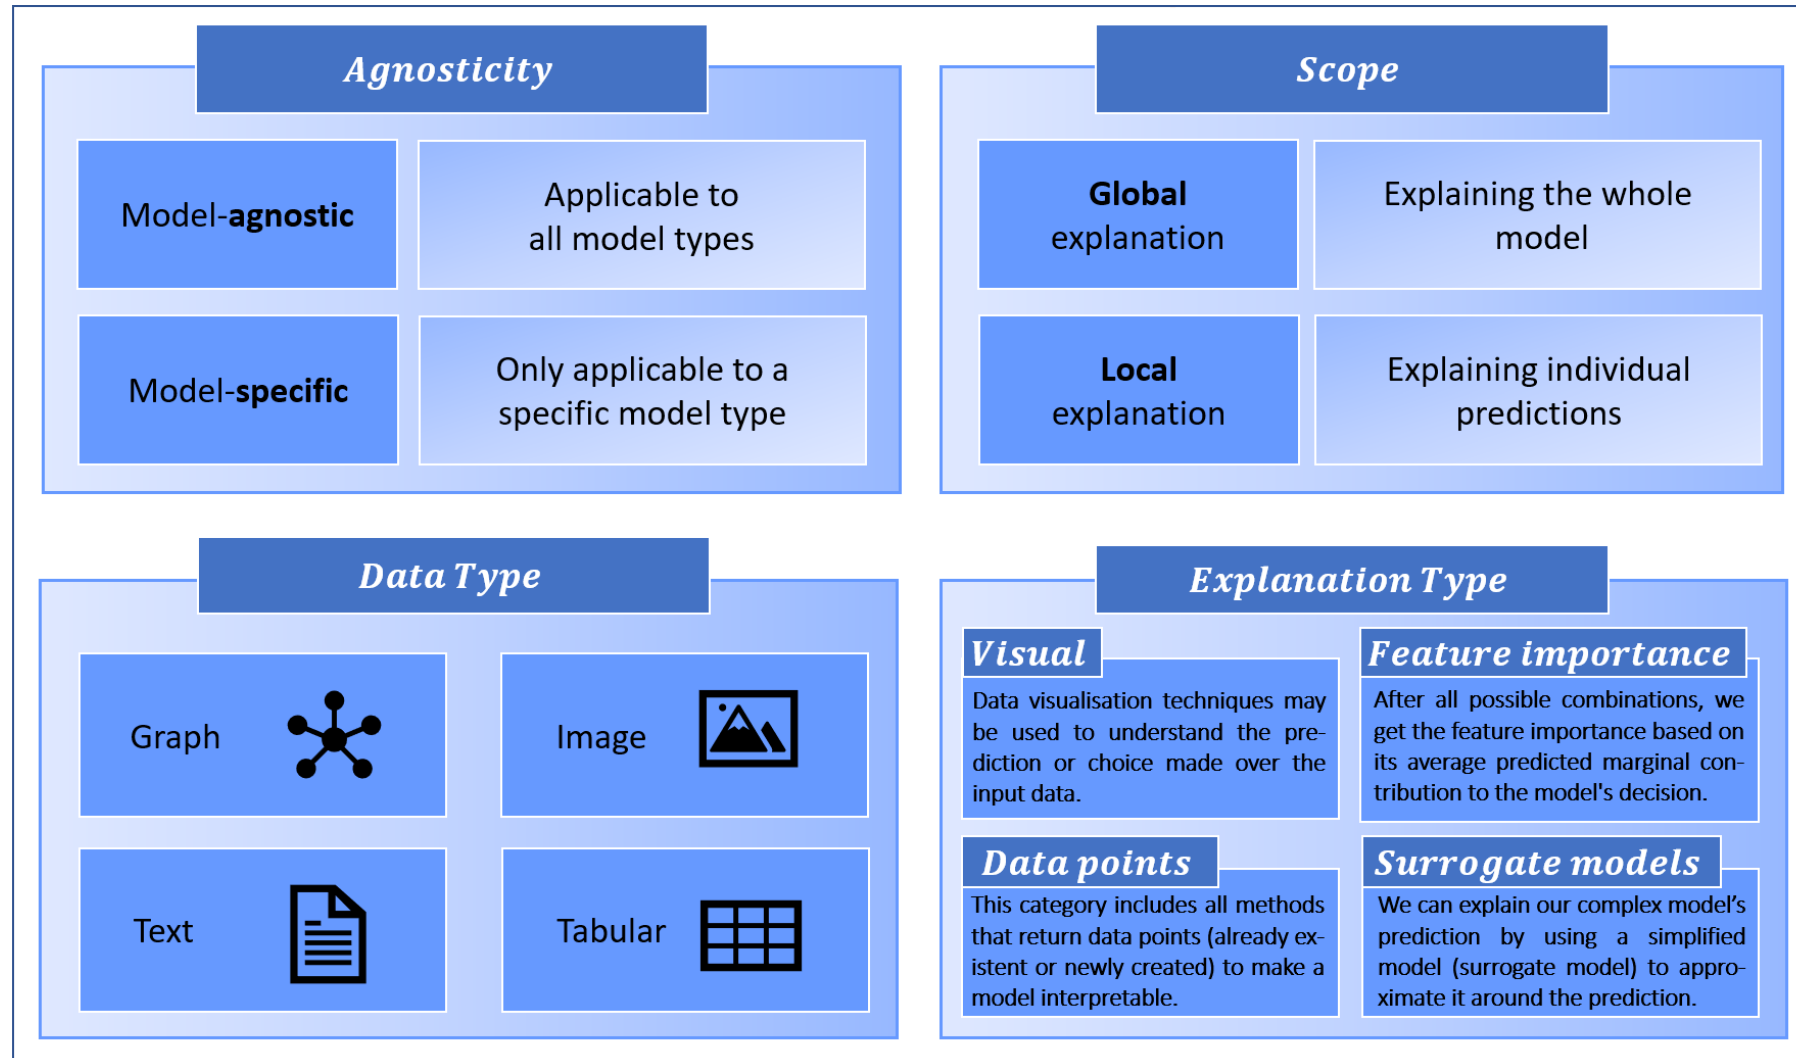 Agnosticity
Model-agnostic
Applicable to
all model types
Model-specific
Only applicable to a
specific model type
Scope
Global
explanation
Explaining the whole
model
Local
explanation
Explaining individual
predictions
Data Type
Graph
Image
Text
Tabular
Explanation Type
Visual
Data visualisation techniques may
be used to understand the pre-
diction or choice made over the
input data.
Feature importance
After all possible combinations, we
get the feature importance based on
its average predicted marginal con-
tribution to the model's decision.
Data points
This category includes all methods
that return data points (already ex-
istent or newly created) to make a
model interpretable.
Surrogate models
We can explain our complex model’s
prediction by using a simplified
model (surrogate model) to appro-
ximate it around the prediction.